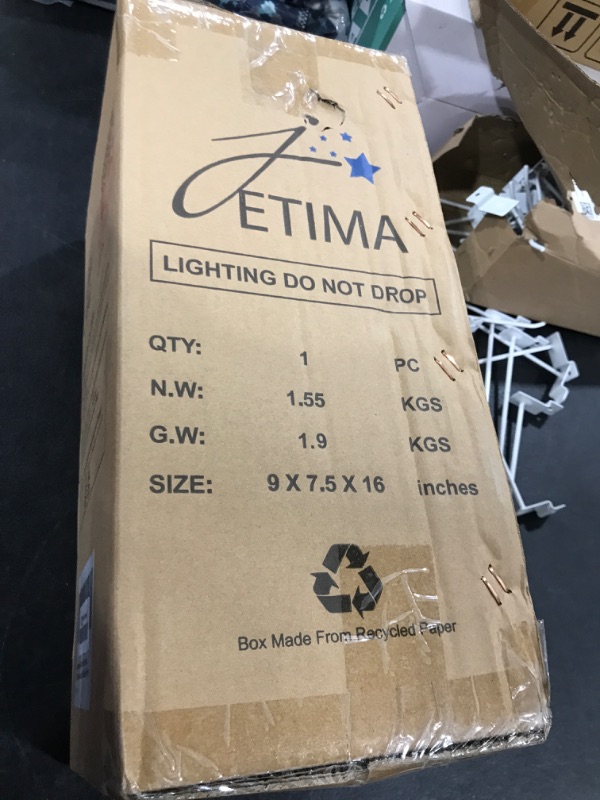 JETIMA
LIGHTING DO NOT DROP
QTY: 1 PC
N.W: 1.55 KGS
G.W: 1.9 KGS
SIZE: 9 X 7.5 X 16 inches
Box Made From Recycled Paper